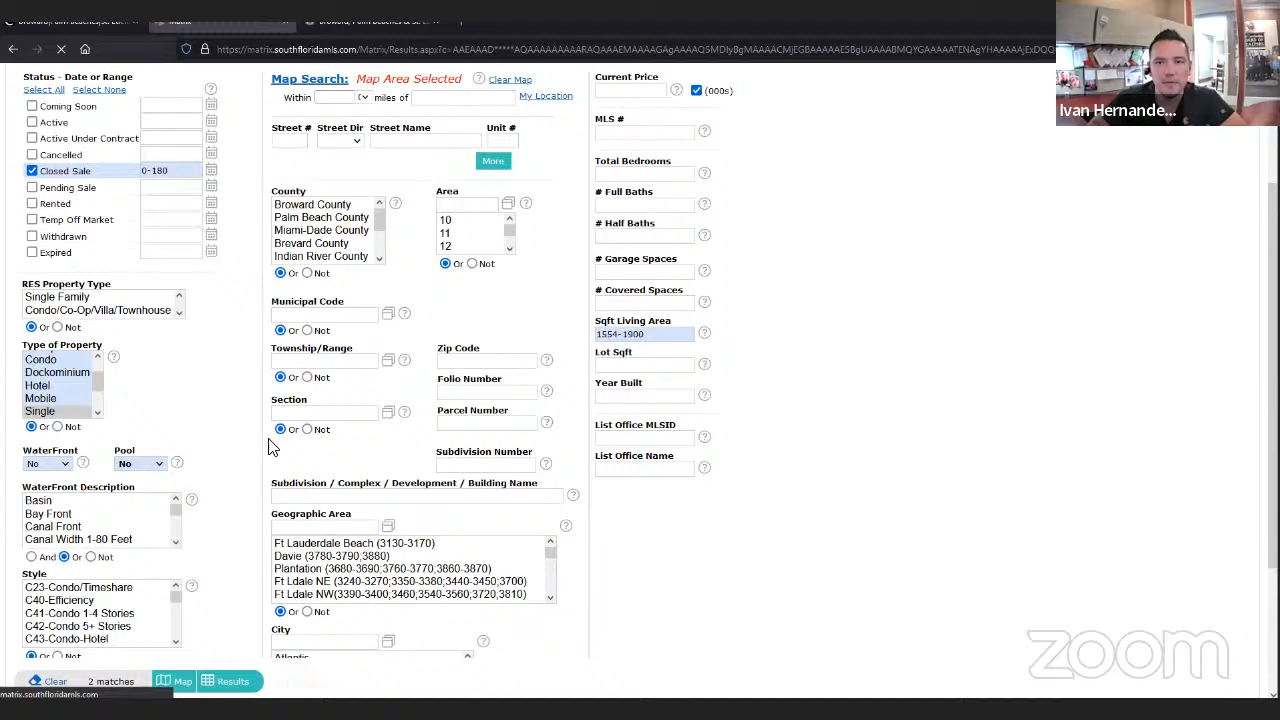 Matrix
https://matrix.southfloridamls.com/Matrix/Results.aspx?c=
Ivan Hernande...
Status - Date or Range
Select All Select None
Coming Soon
Active
Active Under Contract
Cancelled
Closed Sale 0-180
Pending Sale
Rented
Temp Off Market
Withdrawn
Expired
RES Property Type
Single Family
Condo/Co-Op/Villa/Townhouse
Or Not
Type of Property
Condo
Dockominium
Hotel
Mobile
Single
Or Not
WaterFront Pool
No No
WaterFront Description
Basin
Bay Front
Canal Front
Canal Width 1-80 Feet
And Or Not
Style
C23-Condo/Timeshare
C40-Efficiency
C41-Condo 1-4 Stories
C42-Condo 5+ Stories
C43-Condo-Hotel
Or Not
Map Search: Map Area Selected Clear Map
Within miles of My Location
Street # Street Dir Street Name Unit #
More
County Area
Broward County
Palm Beach County
Miami-Dade County
Brevard County
Indian River County
10
11
12
Or Not Or Not
Municipal Code
Or Not
Township/Range Zip Code
Or Not Folio Number
Section Parcel Number
Or Not
Subdivision Number
Subdivision / Complex / Development / Building Name
Geographic Area
Ft Lauderdale Beach (3130-3170)
Davie (3780-3790;3880)
Plantation (3680-3690;3760-3770;3860-3870)
Ft Ldale NE (3240-3270;3350-3380;3440-3450;3700)
Ft Ldale NW(3390-3400;3460;3540-3560;3720;3810)
Or Not
City
Atlantis
Current Price
(000s)
MLS #
Total Bedrooms
# Full Baths
# Half Baths
# Garage Spaces
# Covered Spaces
Sqft Living Area
1554-1900
Lot Sqft
Year Built
List Office MLSID
List Office Name
Clear 2 matches Map Results
matrix.southfloridamls.com
zoom